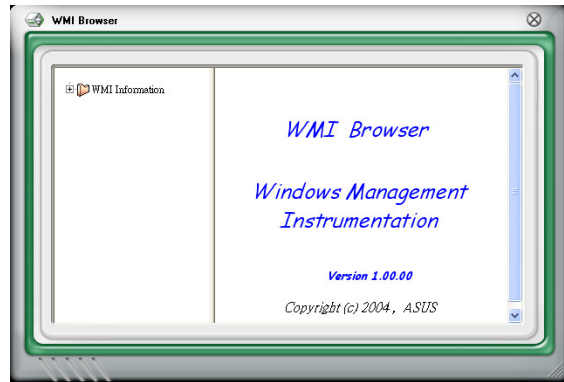 WMI Browser
WMI Information
WMI Browser
Windows Management
Instrumentation
Version 1.00.00
Copyright (c) 2004, ASUS